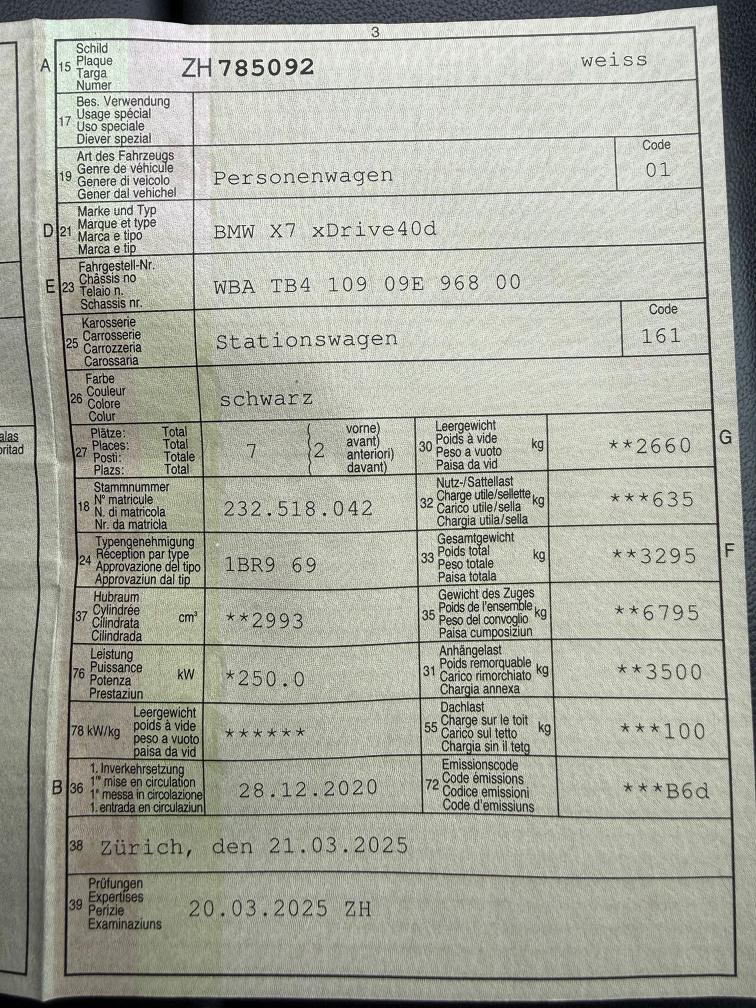 3
A 15 Schild
Plaque
Targa
Numer
ZH 785092 weiss
17 Bes. Verwendung
Usage spécial
Uso speciale
Diever spezial
19 Art des Fahrzeugs
Genre de véhicule
Genere di veicolo
Gener dal vehichel
Personenwagen
Code
01
D 21 Marke und Typ
Marque et type
Marca e tipo
Marca e tip
BMW X7 xDrive40d
E 23 Fahrgestell-Nr.
Châssis no
Telaio n.
Schassis nr.
WBA TB4 109 09E 968 00
25 Karosserie
Carrosserie
Carrozzeria
Carossaria
Stationswagen
Code
161
26 Farbe
Couleur
Colore
Colur
schwarz
27 Plätze: Total
Places: Total
Posti: Totale
Plazs: Total
7 2 vorne)
avant)
anteriori)
davant)
30 Leergewicht
Poids à vide kg
Peso a vuoto
Paisa da vid
**2660 G
18 Stammnummer
N° matricule
N. di matricola
Nr. da matricla
232.518.042
32 Nutz-/Sattellast
Charge utile/sellette kg
Carico utile/sella
Chargia utila/sella
***635
24 Typengenehmigung
Réception par type
Approvazione del tipo
Approvaziun dal tip
1BR9 69
33 Gesamtgewicht
Poids total kg
Peso totale
Paisa totala
**3295 F
37 Hubraum
Cylindrée cm³
Cilindrata
Cilindrada
**2993
35 Gewicht des Zuges
Poids de l'ensemble kg
Peso del convoglio
Paisa cumposiziun
**6795
76 Leistung
Puissance kW
Potenza
Prestaziun
*250.0
31 Anhängelast
Poids remorquable kg
Carico rimorchiato
Chargia annexa
**3500
78 kW/kg Leergewicht
poids à vide
peso a vuoto
paisa da vid
******
55 Dachlast
Charge sur le toit kg
Carico sul tetto
Chargia sin il tetg
***100
B 36 1. Inverkehrsetzung
1re mise en circulation
1a messa in circolazione
1. entrada en circulaziun
28.12.2020
72 Emissionscode
Code émissions
Codice emissioni
Code d'emissiuns
***B6d
38 Zürich, den 21.03.2025
39 Prüfungen
Expertises
Perizie
Examinaziuns
20.03.2025 ZH
alas
oritad